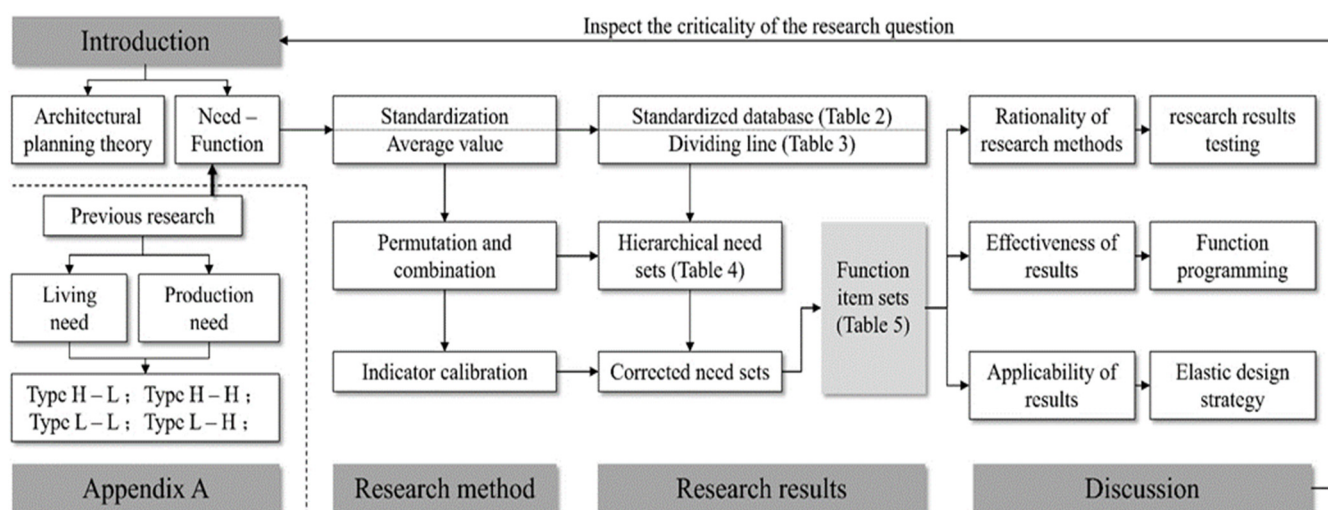 Inspect the criticality of the research question
Introduction
Architectural
planning theory
Need –
Function
Previous research
Living
need
Production
need
Type H – L ; Type H – H ;
Type L – L ; Type L – H ;
Appendix A
Standardization
Average value
Permutation and
combination
Indicator calibration
Research method
Standardized database (Table 2)
Dividing line (Table 3)
Hierarchical need
sets (Table 4)
Corrected need sets
Function
item sets
(Table 5)
Research results
Rationality of
research methods
research results
testing
Effectiveness of
results
Function
programming
Applicability of
results
Elastic design
strategy
Discussion